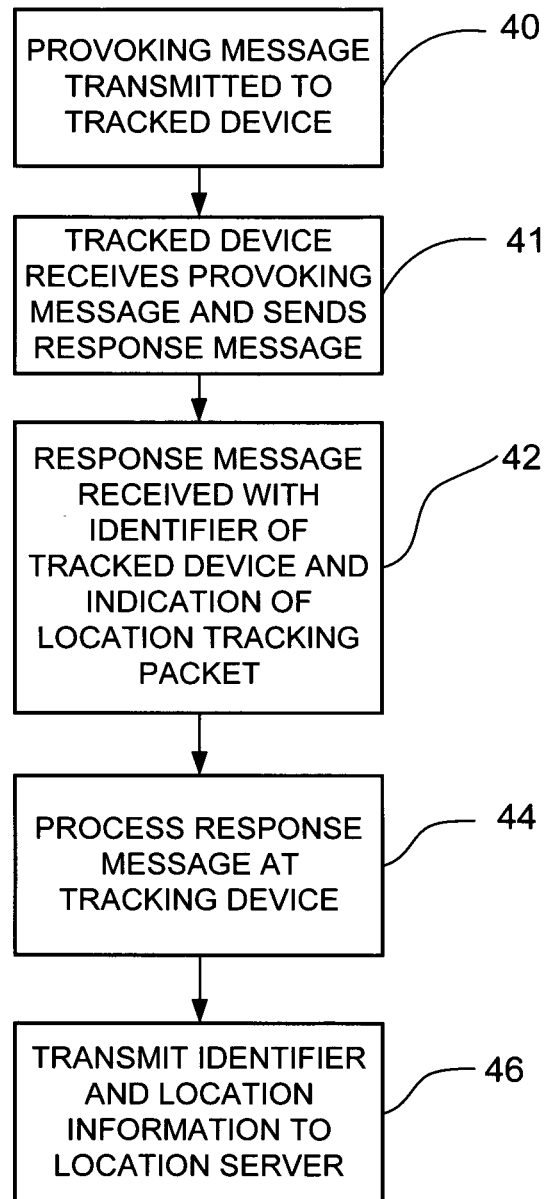 PROVOKING MESSAGE
TRANSMITTED TO
TRACKED DEVICE
40
TRACKED DEVICE
RECEIVES PROVOKING
MESSAGE AND SENDS
RESPONSE MESSAGE
41
RESPONSE MESSAGE
RECEIVED WITH
IDENTIFIER OF
TRACKED DEVICE AND
INDICATION OF
LOCATION TRACKING
PACKET
42
PROCESS RESPONSE
MESSAGE AT
TRACKING DEVICE
44
TRANSMIT IDENTIFIER
AND LOCATION
INFORMATION TO
LOCATION SERVER
46